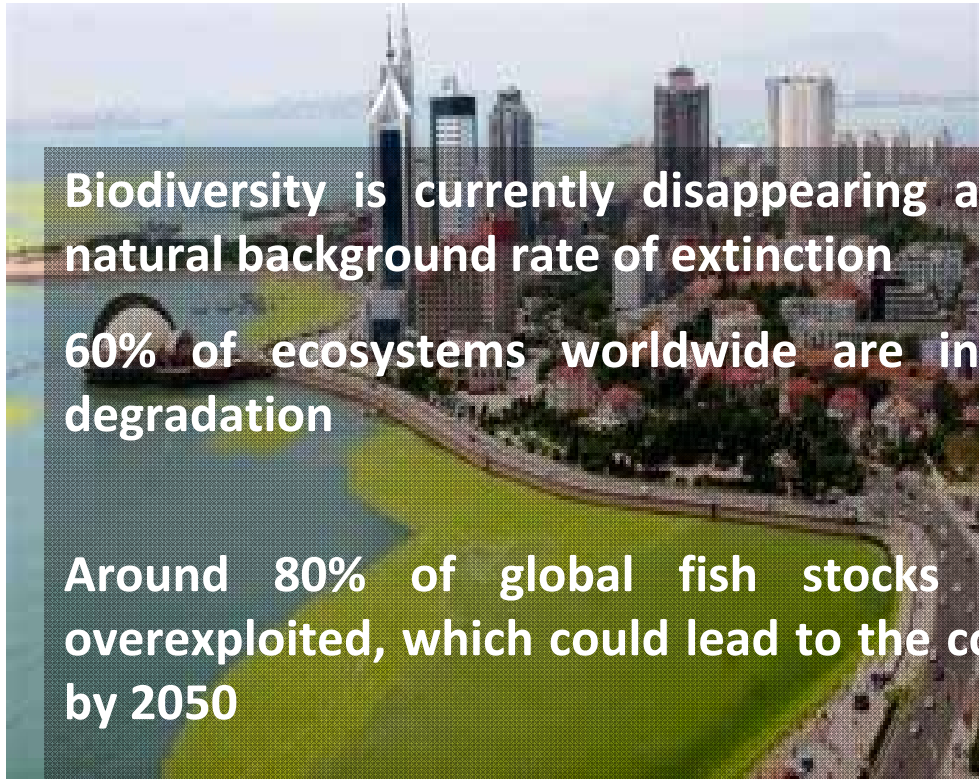 Biodiversity is currently disappearing a
natural background rate of extinction
60% of ecosystems worldwide are in
degradation
Around 80% of global fish stocks
overexploited, which could lead to the co
by 2050